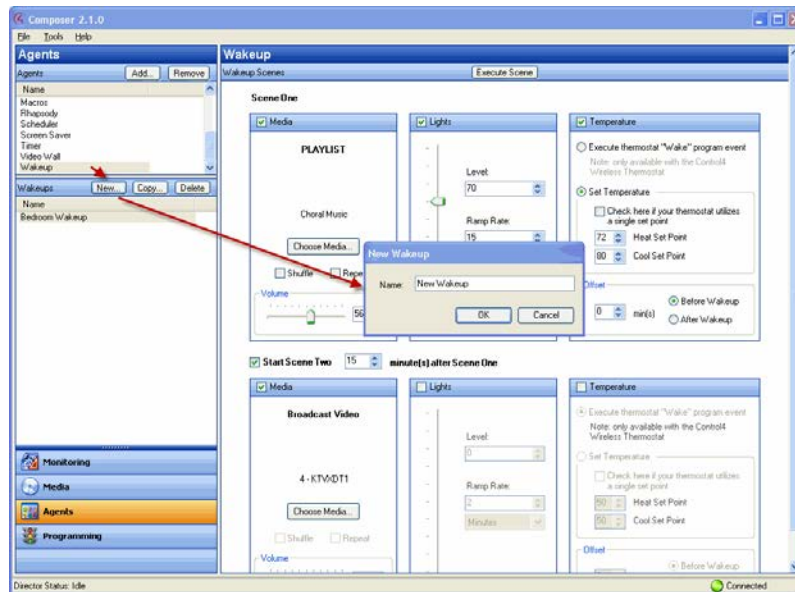 Composer 2.1.0
File Tools Help
Agents
Agents Add... Remove
Name
Macros
Rhapsody
Scheduler
Screen Saver
Timer
Video Wall
Wakeup
Wakeups New... Copy... Delete
Name
Bedroom Wakeup
Monitoring
Media
Agents
Programming
Wakeup
Wakeup Scenes Execute Scene
Scene One
Media
PLAYLIST
Choral Music
Choose Media...
Shuffle Repe
Volume
56
Lights
Level:
70
Ramp Rate:
15
Temperature
Execute thermostat "Wake" program event
Note: only available with the Control4
Wireless Thermostat
Set Temperature
Check here if your thermostat utilizes
a single set point
72 Heat Set Point
80 Cool Set Point
Offset
0 min(s)
Before Wakeup
After Wakeup
New Wakeup
Name: New Wakeup
OK Cancel
Start Scene Two 15 minute(s) after Scene One
Media
Broadcast Video
4 - KTVXDT1
Choose Media...
Shuffle Repeat
Volume
Lights
Level:
0
Ramp Rate:
2
Minutes
Temperature
Execute thermostat "Wake" program event
Note: only available with the Control4
Wireless Thermostat
Set Temperature
Check here if your thermostat utilizes
a single set point
50 Heat Set Point
50 Cool Set Point
Offset
Before Wakeup
Director Status: Idle
Connected